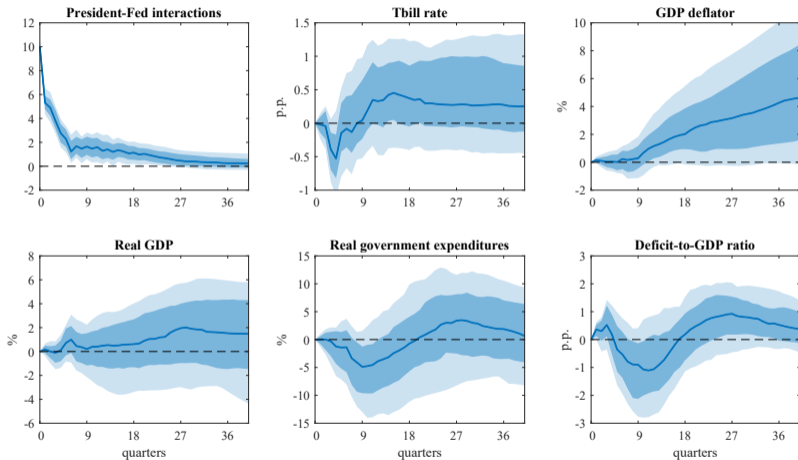 President-Fed interactions
12
10
8
6
4
2
0
-2
0 9 18 27 36
Tbill rate
p.p.
1.5
1
0.5
0
-0.5
-1
0 9 18 27 36
GDP deflator
%
10
8
6
4
2
0
-2
0 9 18 27 36
Real GDP
%
8
6
4
2
0
-2
-4
-6
0 9 18 27 36
quarters
Real government expenditures
%
15
10
5
0
-5
-10
-15
0 9 18 27 36
quarters
Deficit-to-GDP ratio
p.p.
3
2
1
0
-1
-2
-3
0 9 18 27 36
quarters